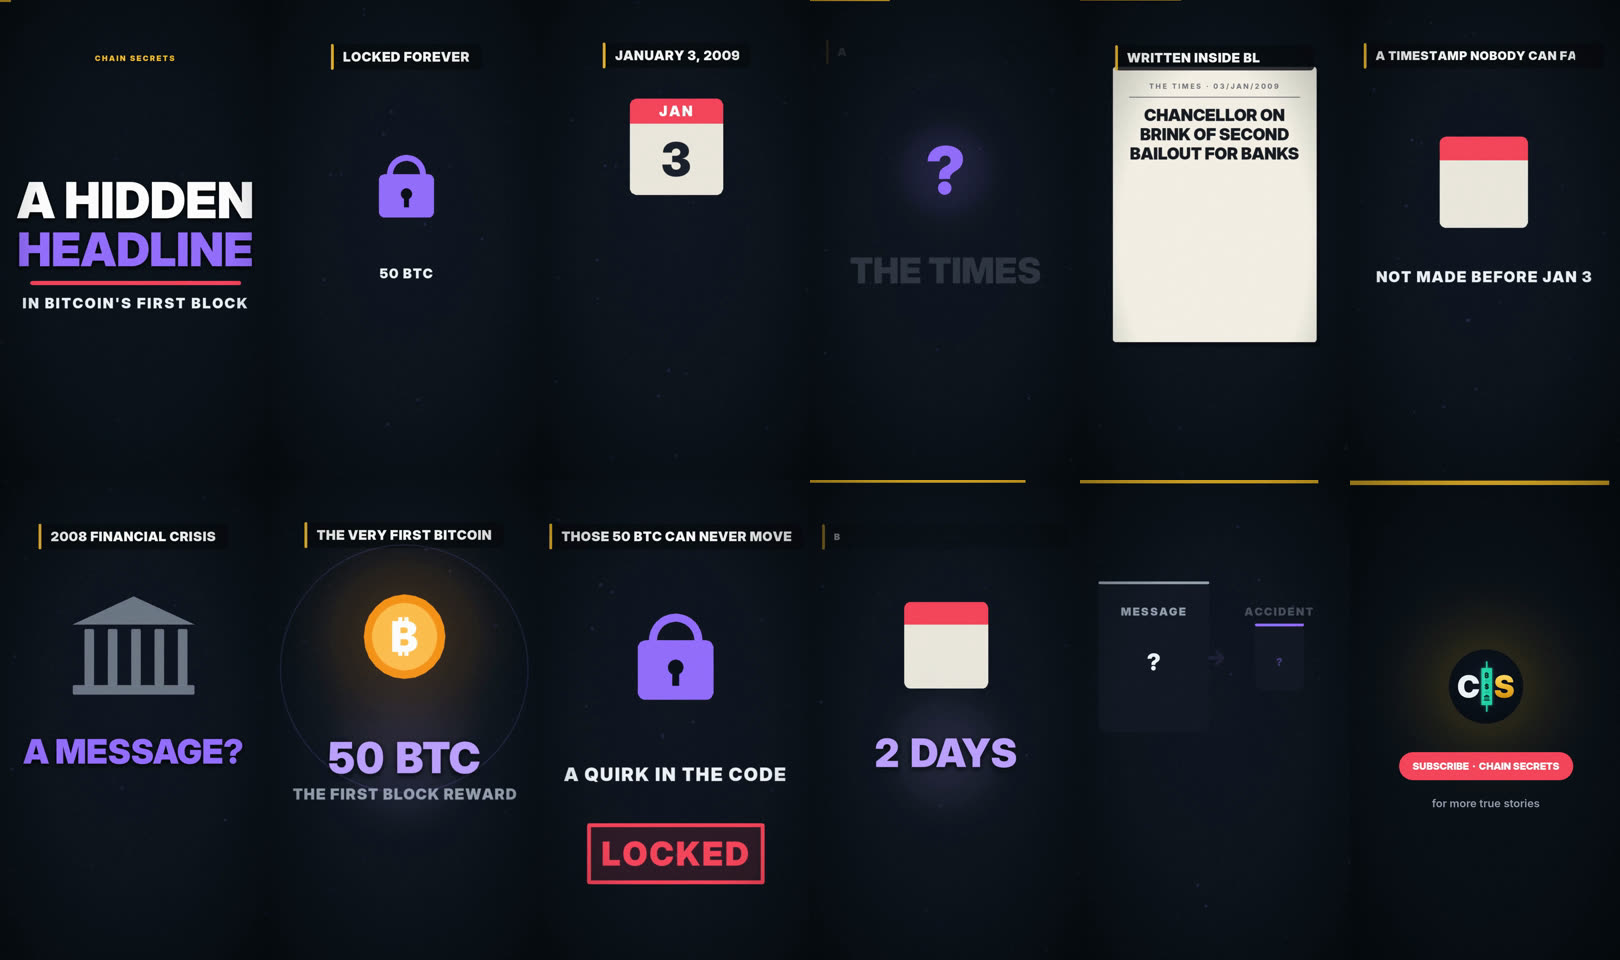 CHAIN SECRETS
A HIDDEN
HEADLINE
IN BITCOIN'S FIRST BLOCK
LOCKED FOREVER
50 BTC
JANUARY 3, 2009
JAN
3
A
?
THE TIMES
WRITTEN INSIDE BL
THE TIMES · 03/JAN/2009
CHANCELLOR ON
BRINK OF SECOND
BAILOUT FOR BANKS
A TIMESTAMP NOBODY CAN FA
NOT MADE BEFORE JAN 3
2008 FINANCIAL CRISIS
A MESSAGE?
THE VERY FIRST BITCOIN
B
50 BTC
THE FIRST BLOCK REWARD
THOSE 50 BTC CAN NEVER MOVE
A QUIRK IN THE CODE
LOCKED
B
2 DAYS
MESSAGE
?
ACCIDENT
?
CS
SUBSCRIBE · CHAIN SECRETS
for more true stories